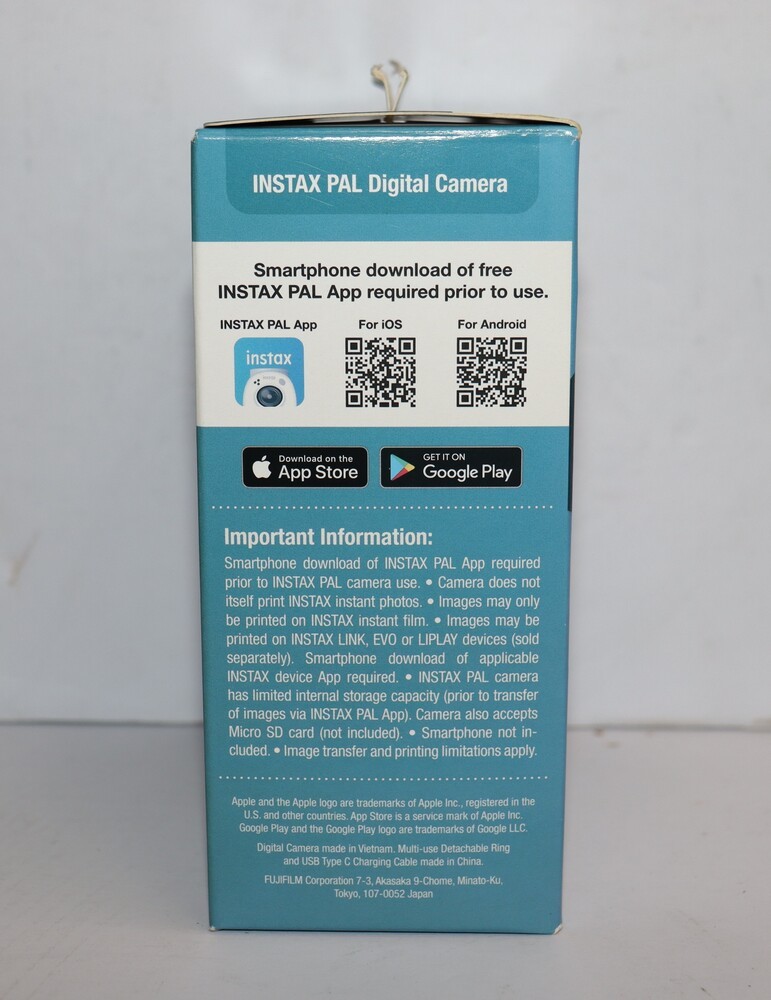 INSTAX PAL Digital Camera
Smartphone download of free
INSTAX PAL App required prior to use.
INSTAX PAL App
For iOS
For Android
instax
Download on the
App Store
GET IT ON
Google Play
Important Information:
Smartphone download of INSTAX PAL App required
prior to INSTAX PAL camera use. • Camera does not
itself print INSTAX instant photos. • Images may only
be printed on INSTAX instant film. • Images may be
printed on INSTAX LINK, EVO or LIPLAY devices (sold
separately). Smartphone download of applicable
INSTAX device App required. • INSTAX PAL camera
has limited internal storage capacity (prior to transfer
of images via INSTAX PAL App). Camera also accepts
Micro SD card (not included). • Smartphone not in-
cluded. • Image transfer and printing limitations apply.
Apple and the Apple logo are trademarks of Apple Inc., registered in the
U.S. and other countries. App Store is a service mark of Apple Inc.
Google Play and the Google Play logo are trademarks of Google LLC.
Digital Camera made in Vietnam. Multi-use Detachable Ring
and USB Type C Charging Cable made in China.
FUJIFILM Corporation 7-3, Akasaka 9-Chome, Minato-Ku,
Tokyo, 107-0052 Japan